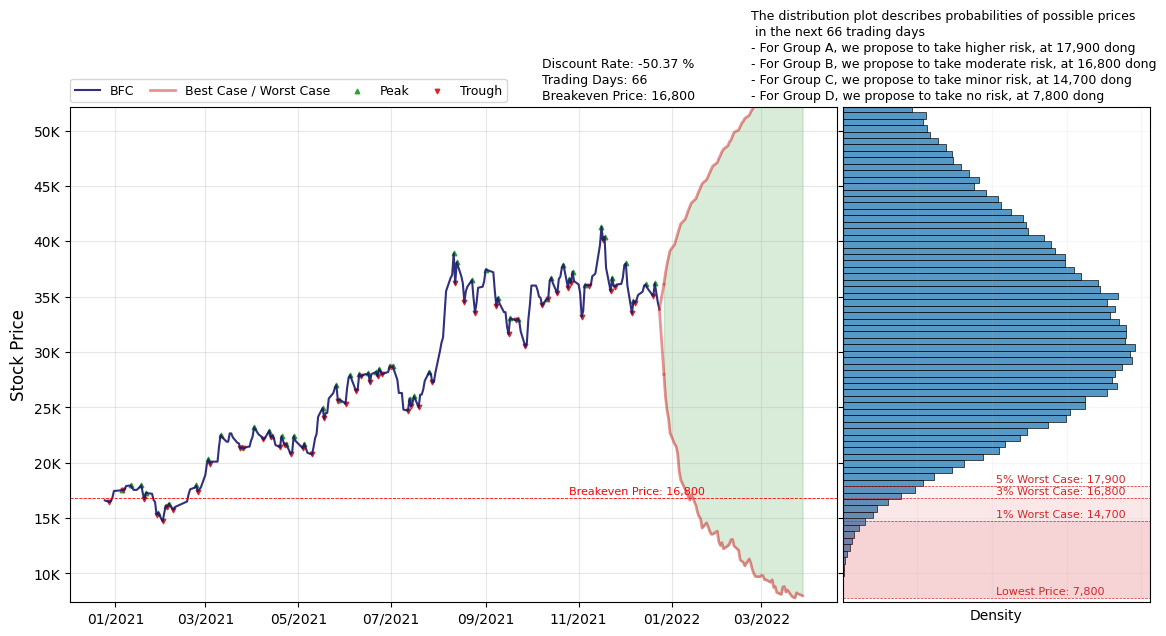 The distribution plot describes probabilities of possible prices
in the next 66 trading days
- For Group A, we propose to take higher risk, at 17,900 dong
- For Group B, we propose to take moderate risk, at 16,800 dong
- For Group C, we propose to take minor risk, at 14,700 dong
- For Group D, we propose to take no risk, at 7,800 dong
Discount Rate: -50.37 %
Trading Days: 66
Breakeven Price: 16,800
BFC
Best Case / Worst Case
Peak
Trough
Stock Price
50K
45K
40K
35K
30K
25K
20K
15K
10K
Breakeven Price: 16,800
01/2021
03/2021
05/2021
07/2021
09/2021
11/2021
01/2022
03/2022
5% Worst Case: 17,900
3% Worst Case: 16,800
1% Worst Case: 14,700
Lowest Price: 7,800
Density